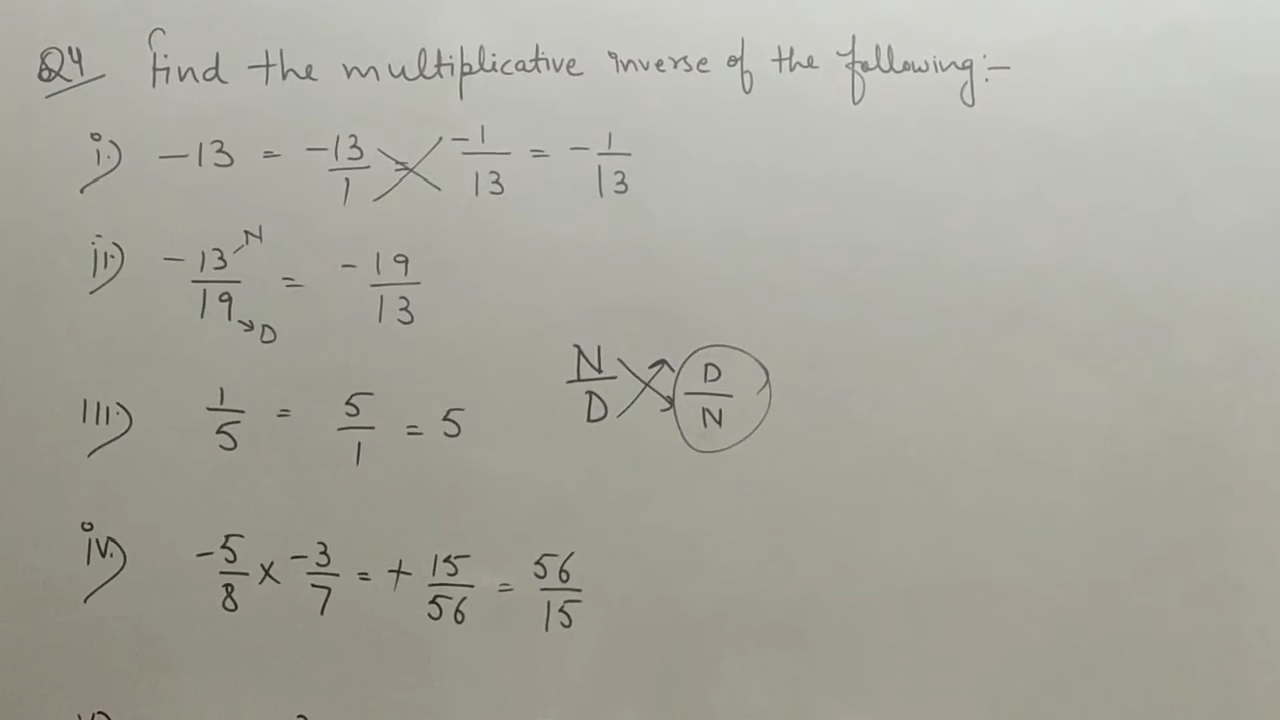 Q4 Find the multiplicative inverse of the following:-
i.) -13 = -13/1 = -1/13 = -1/13
ii.) -13/19 N D = -19/13
N/D D/N
iii.) 1/5 = 5/1 = 5
iv.) -5/8 × -3/7 = + 15/56 = 56/15